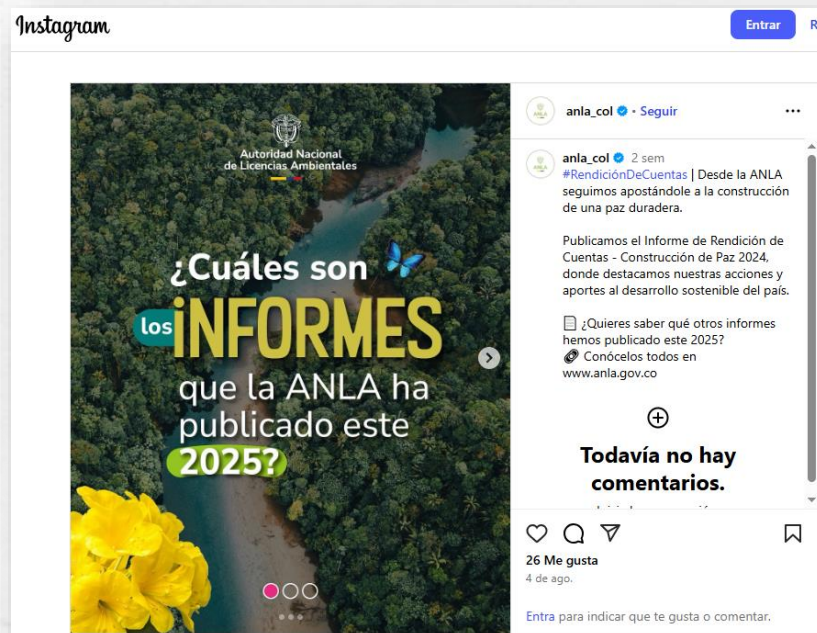 Instagram
Entrar
R
Autoridad Nacional
de Licencias Ambientales
¿Cuáles son
los iNFORMES
que la ANLA ha
publicado este
2025?
anla_col • Seguir
anla_col 2 sem
#RendiciónDeCuentas | Desde la ANLA
seguimos apostándole a la construcción
de una paz duradera.
Publicamos el Informe de Rendición de
Cuentas - Construcción de Paz 2024,
donde destacamos nuestras acciones y
aportes al desarrollo sostenible del país.
¿Quieres saber qué otros informes
hemos publicado este 2025?
Conócelos todos en
www.anla.gov.co
Todavía no hay
comentarios.
26 Me gusta
4 de ago.
Entra para indicar que te gusta o comentar.